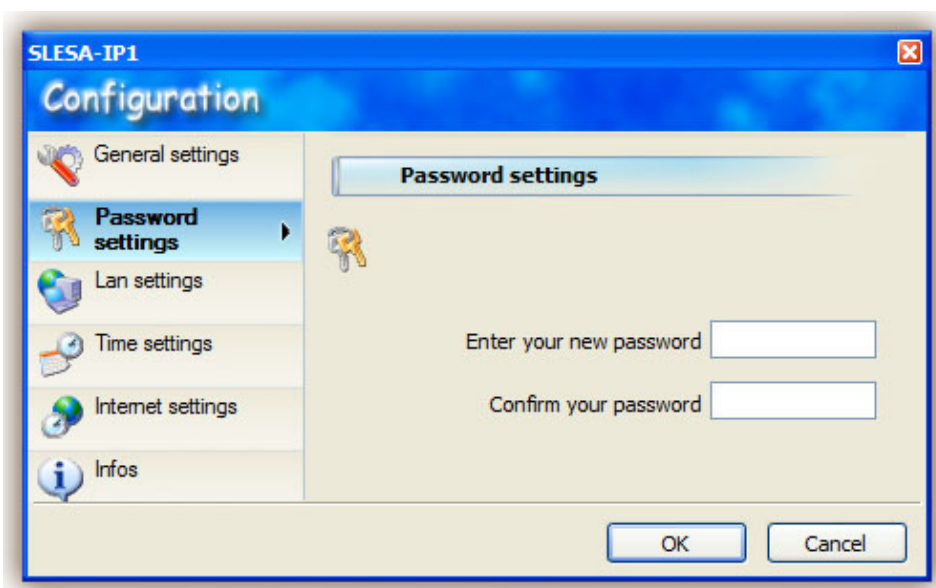 SLESA-IP1
Configuration
General settings
Password
settings
Lan settings
Time settings
Internet settings
Infos
Password settings
Enter your new password
Confirm your password
OK
Cancel